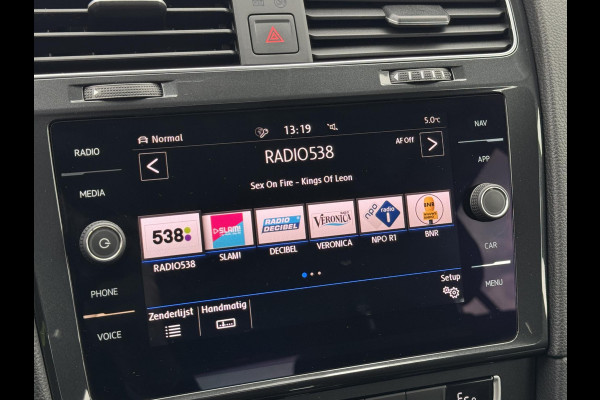 Normal 13:19 5.0°C
RADIO NAV
RADIO538 AF Off
MEDIA APP
Sex On Fire - Kings Of Leon
538 SLAM! RADIO DECIBEL VERONICA npo radio 1 BNR
RADIO538 SLAM! DECIBEL VERONICA NPO R1 BNR
CAR
PHONE Setup MENU
Zenderlijst Handmatig
VOICE